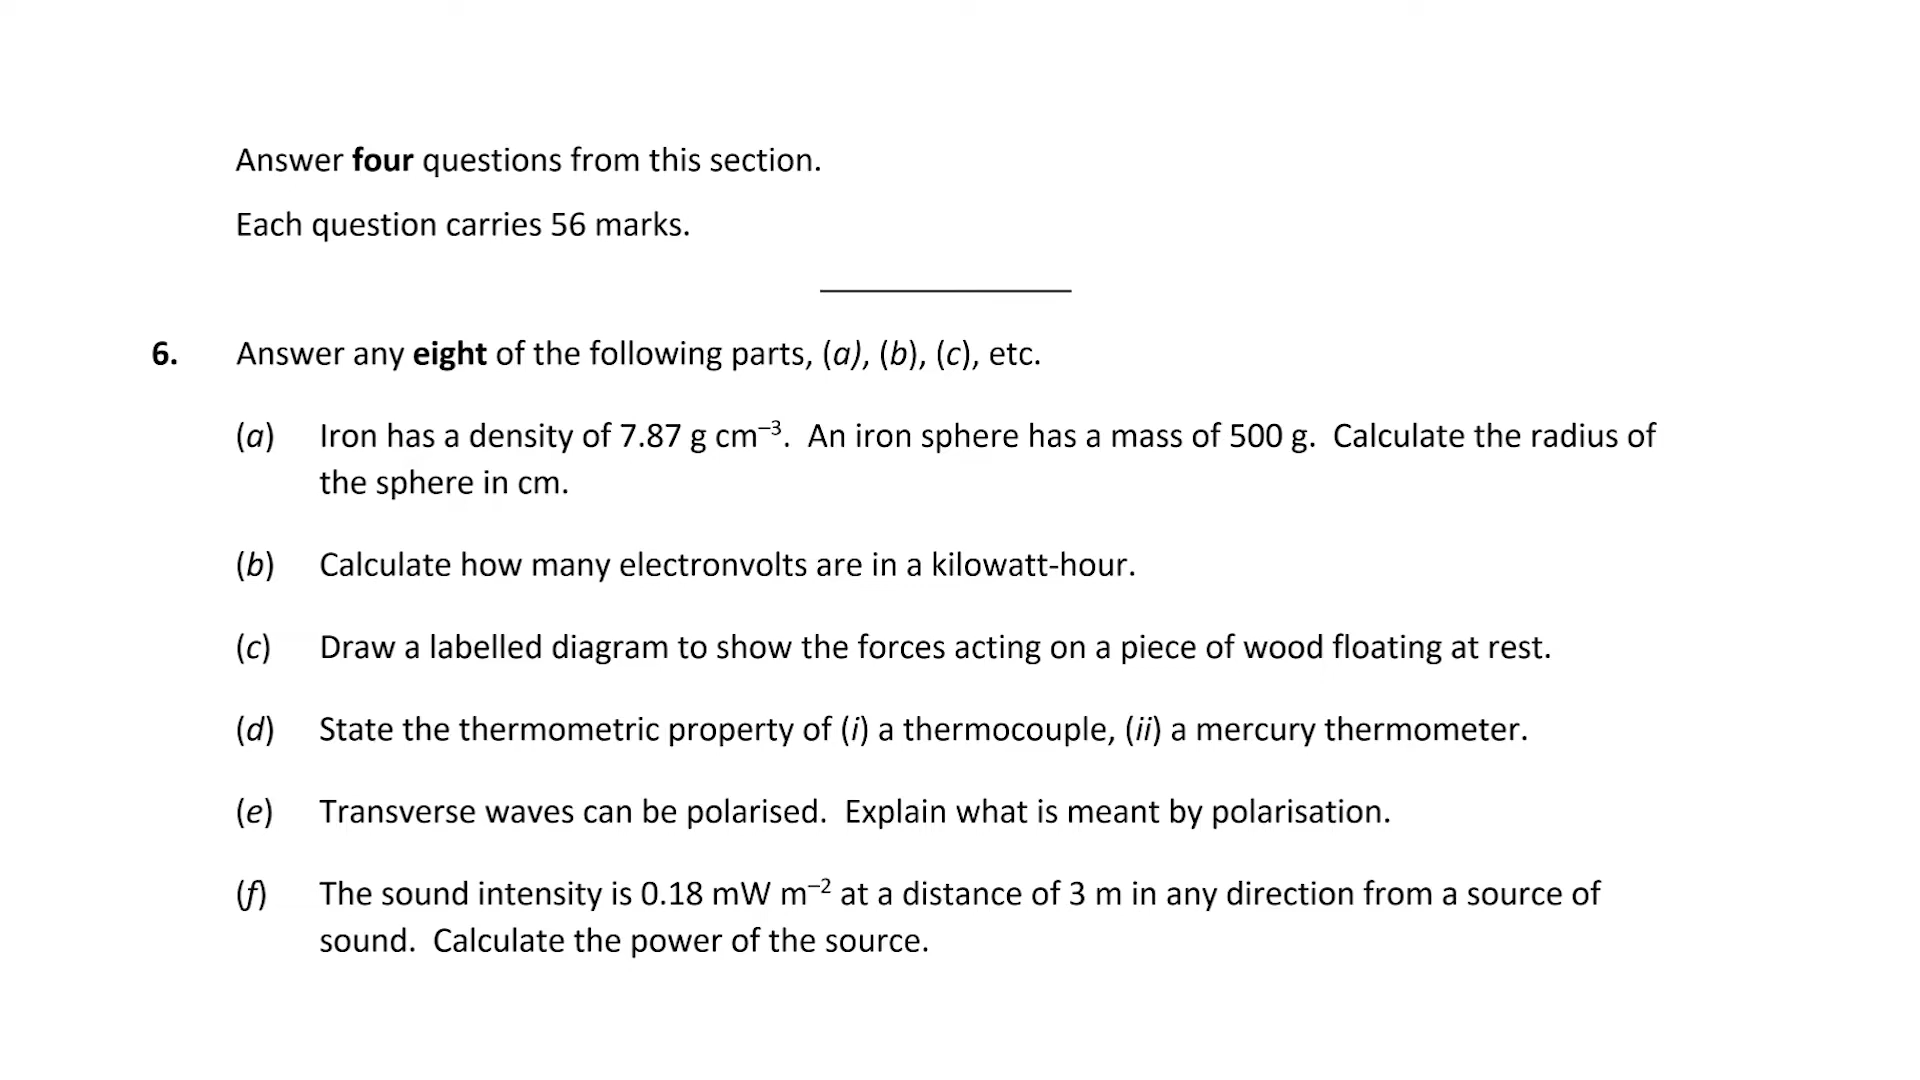 Answer four questions from this section.
Each question carries 56 marks.
6. Answer any eight of the following parts, (a), (b), (c), etc.
(a) Iron has a density of 7.87 g cm⁻³. An iron sphere has a mass of 500 g. Calculate the radius of
the sphere in cm.
(b) Calculate how many electronvolts are in a kilowatt-hour.
(c) Draw a labelled diagram to show the forces acting on a piece of wood floating at rest.
(d) State the thermometric property of (i) a thermocouple, (ii) a mercury thermometer.
(e) Transverse waves can be polarised. Explain what is meant by polarisation.
(f) The sound intensity is 0.18 mW m⁻² at a distance of 3 m in any direction from a source of
sound. Calculate the power of the source.